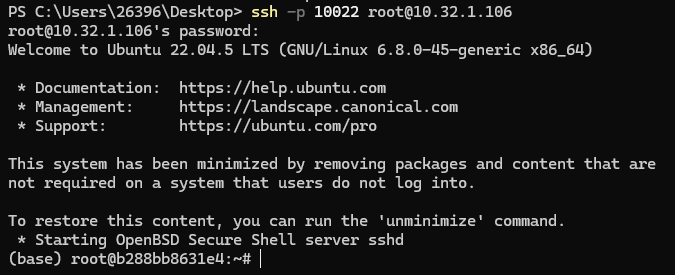 PS C:\Users\26396\Desktop> ssh -p 10022 root@10.32.1.106
root@10.32.1.106's password:
Welcome to Ubuntu 22.04.5 LTS (GNU/Linux 6.8.0-45-generic x86_64)

 * Documentation:  https://help.ubuntu.com
 * Management:     https://landscape.canonical.com
 * Support:        https://ubuntu.com/pro

This system has been minimized by removing packages and content that are
not required on a system that users do not log into.

To restore this content, you can run the 'unminimize' command.
 * Starting OpenBSD Secure Shell server sshd
(base) root@b288bb8631e4:~#